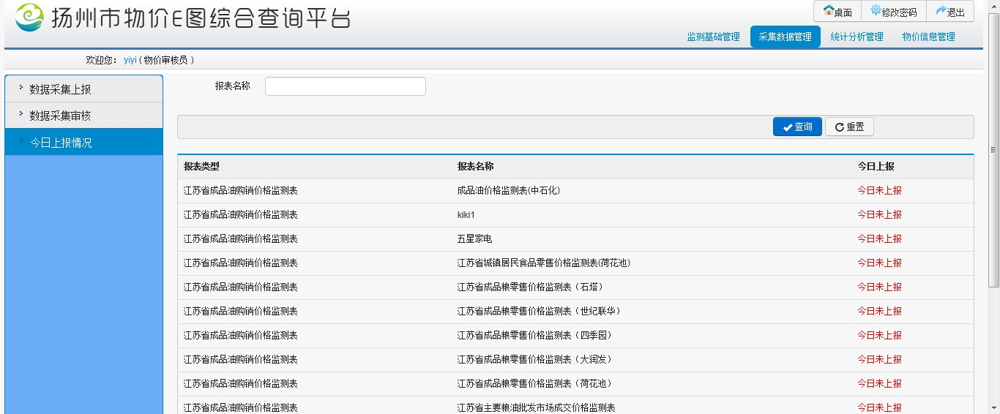 扬州市物价E图综合查询平台
桌面 修改密码 退出
监测基础管理 采集数据管理 统计分析管理 物价信息管理
欢迎您: yiyi ( 物价审核员 )
数据采集上报
数据采集审核
今日上报情况
报表名称
查询 重置
报表类型 报表名称 今日上报
江苏省成品油购销价格监测表 成品油价格监测表(中石化) 今日未上报
江苏省成品油购销价格监测表 kiki1 今日未上报
江苏省成品油购销价格监测表 五星家电 今日未上报
江苏省成品油购销价格监测表 江苏省城镇居民食品零售价格监测表(荷花池) 今日未上报
江苏省成品油购销价格监测表 江苏省成品粮零售价格监测表（石塔） 今日未上报
江苏省成品油购销价格监测表 江苏省成品粮零售价格监测表（世纪联华） 今日未上报
江苏省成品油购销价格监测表 江苏省成品粮零售价格监测表（四季园） 今日未上报
江苏省成品油购销价格监测表 江苏省成品粮零售价格监测表（大润发） 今日未上报
江苏省成品油购销价格监测表 江苏省成品粮零售价格监测表（荷花池） 今日未上报
江苏省成品油购销价格监测表 江苏省主要粮油批发市场成交价格监测表 今日未上报